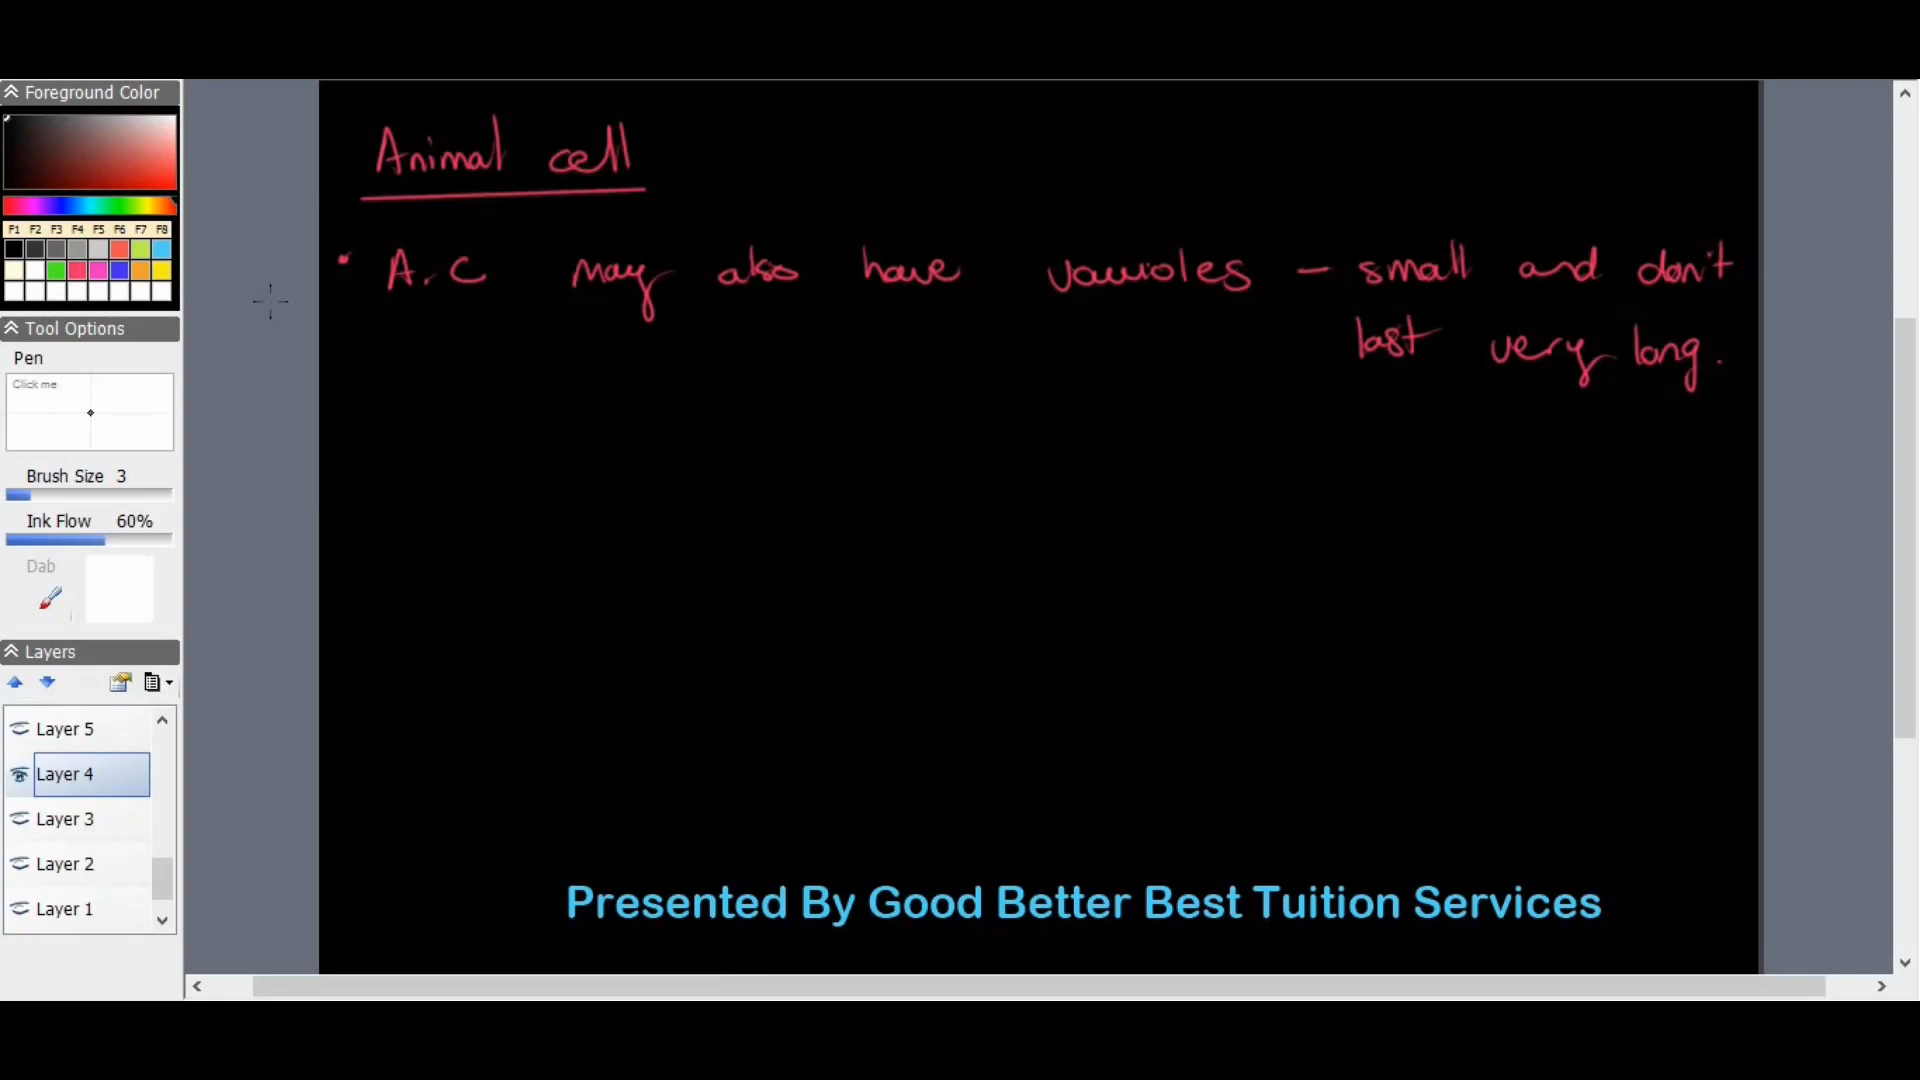 Foreground Color
F1 F2 F3 F4 F5 F6 F7 F8
Tool Options
Pen
Click me
Brush Size 3
Ink Flow 60%
Dab
Layers
Layer 5
Layer 4
Layer 3
Layer 2
Layer 1
Animal cell
• A.C may also have vacuoles – small and don't
last very long.
Presented By Good Better Best Tuition Services